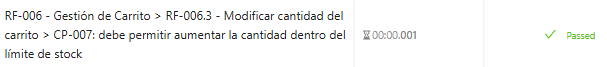 RF-006 - Gestión de Carrito > RF-006.3 - Modificar cantidad del
carrito > CP-007: debe permitir aumentar la cantidad dentro del
límite de stock
00:00.001
Passed